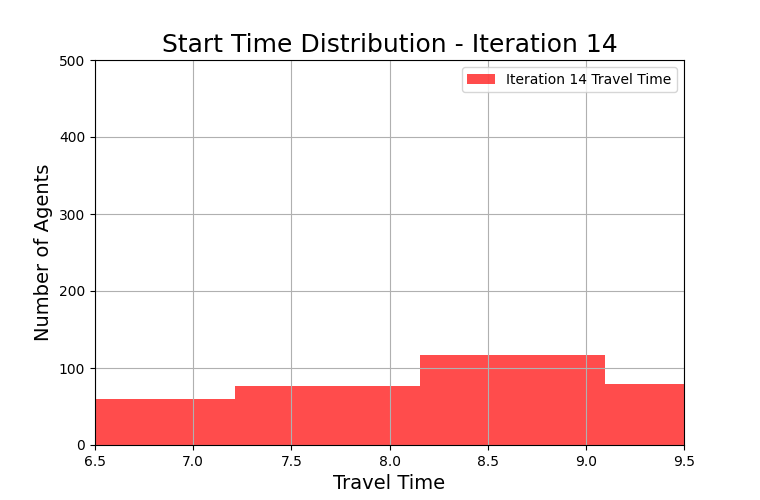 Start Time Distribution - Iteration 14
500
Iteration 14 Travel Time
400
300
200
100
0
Number of Agents
6.5 7.0 7.5 8.0 8.5 9.0 9.5
Travel Time